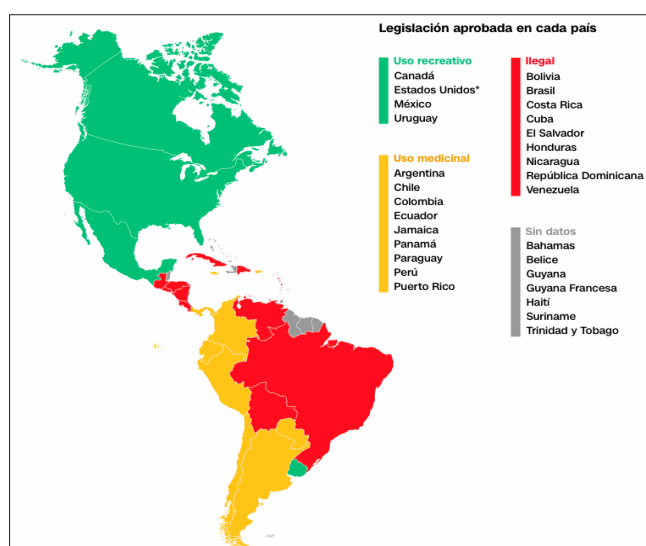 Legislación aprobada en cada país
Uso recreativo
Canadá
Estados Unidos*
México
Uruguay
Uso medicinal
Argentina
Chile
Colombia
Ecuador
Jamaica
Panamá
Paraguay
Perú
Puerto Rico
Ilegal
Bolivia
Brasil
Costa Rica
Cuba
El Salvador
Honduras
Nicaragua
República Dominicana
Venezuela
Sin datos
Bahamas
Belice
Guyana
Guyana Francesa
Haití
Suriname
Trinidad y Tobago